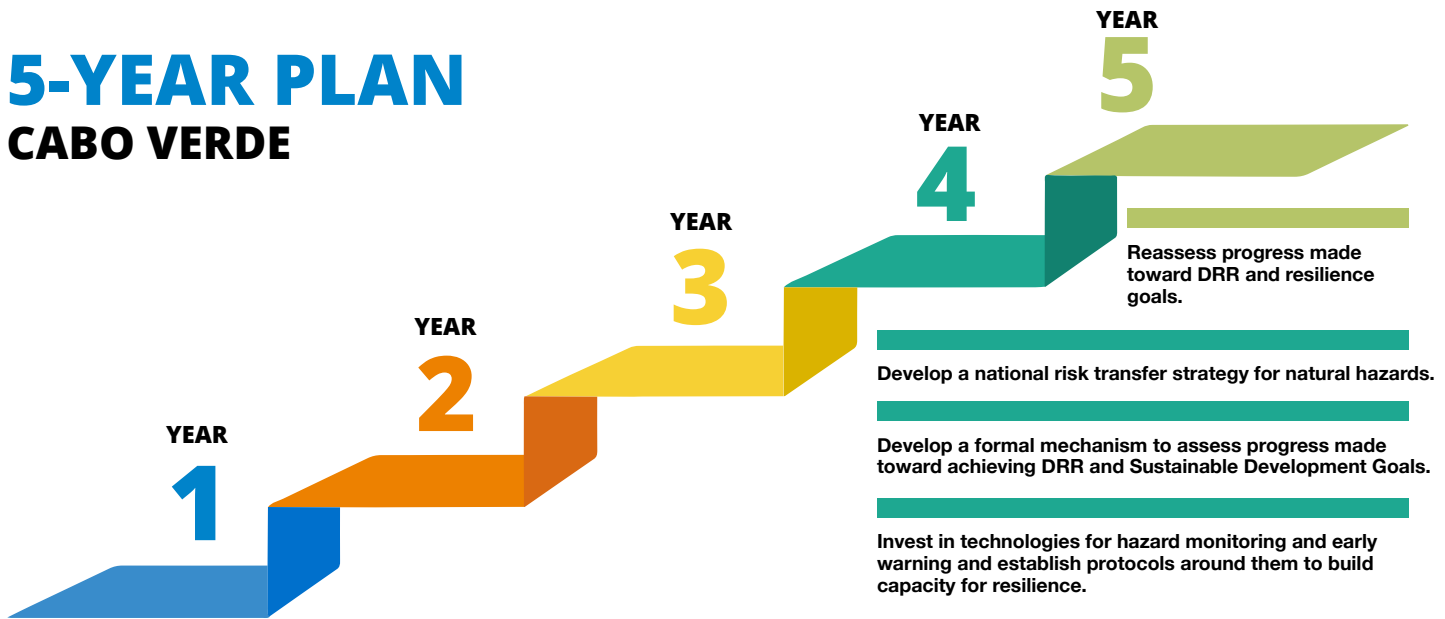 5-YEAR PLAN
CABO VERDE
YEAR
1
YEAR
2
YEAR
3
YEAR
4
YEAR
5
Reassess progress made
toward DRR and resilience
goals.
Develop a national risk transfer strategy for natural hazards.
Develop a formal mechanism to assess progress made
toward achieving DRR and Sustainable Development Goals.
Invest in technologies for hazard monitoring and early
warning and establish protocols around them to build
capacity for resilience.